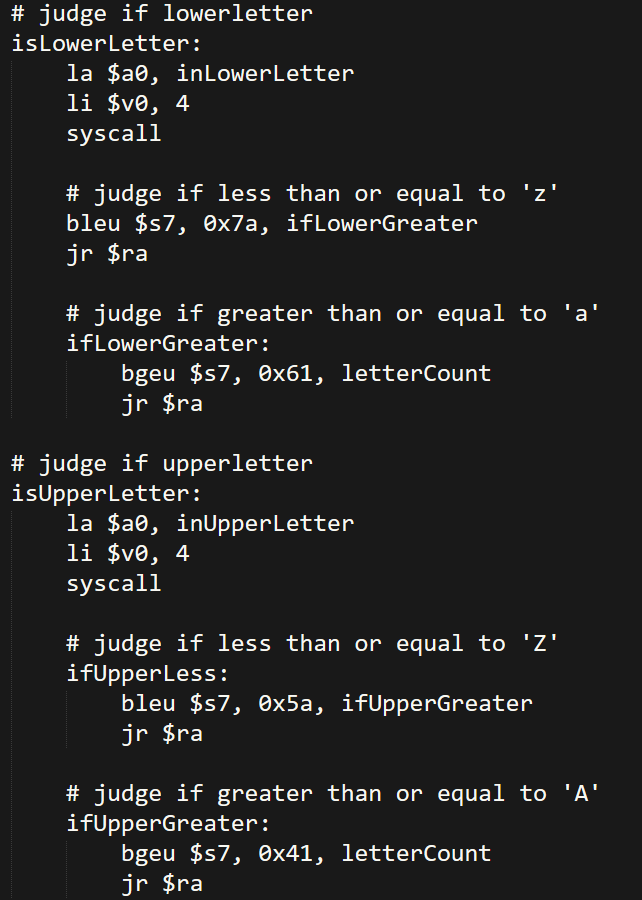 # judge if lowerletter
isLowerLetter:
    la $a0, inLowerLetter
    li $v0, 4
    syscall

    # judge if less than or equal to 'z'
    bleu $s7, 0x7a, ifLowerGreater
    jr $ra

    # judge if greater than or equal to 'a'
    ifLowerGreater:
        bgeu $s7, 0x61, letterCount
        jr $ra

# judge if upperletter
isUpperLetter:
    la $a0, inUpperLetter
    li $v0, 4
    syscall

    # judge if less than or equal to 'Z'
    ifUpperLess:
        bleu $s7, 0x5a, ifUpperGreater
        jr $ra

    # judge if greater than or equal to 'A'
    ifUpperGreater:
        bgeu $s7, 0x41, letterCount
        jr $ra